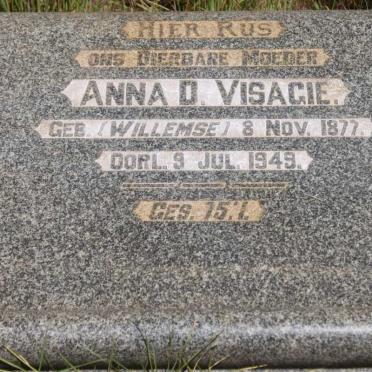 HIER RUS
ONS DIERBARE MOEDER
ANNA D. VISAGIE.
GEB. (WILLEMSE) 8 NOV. 1877.
OORL. 9 JUL. 1949.
GES. 15:1.